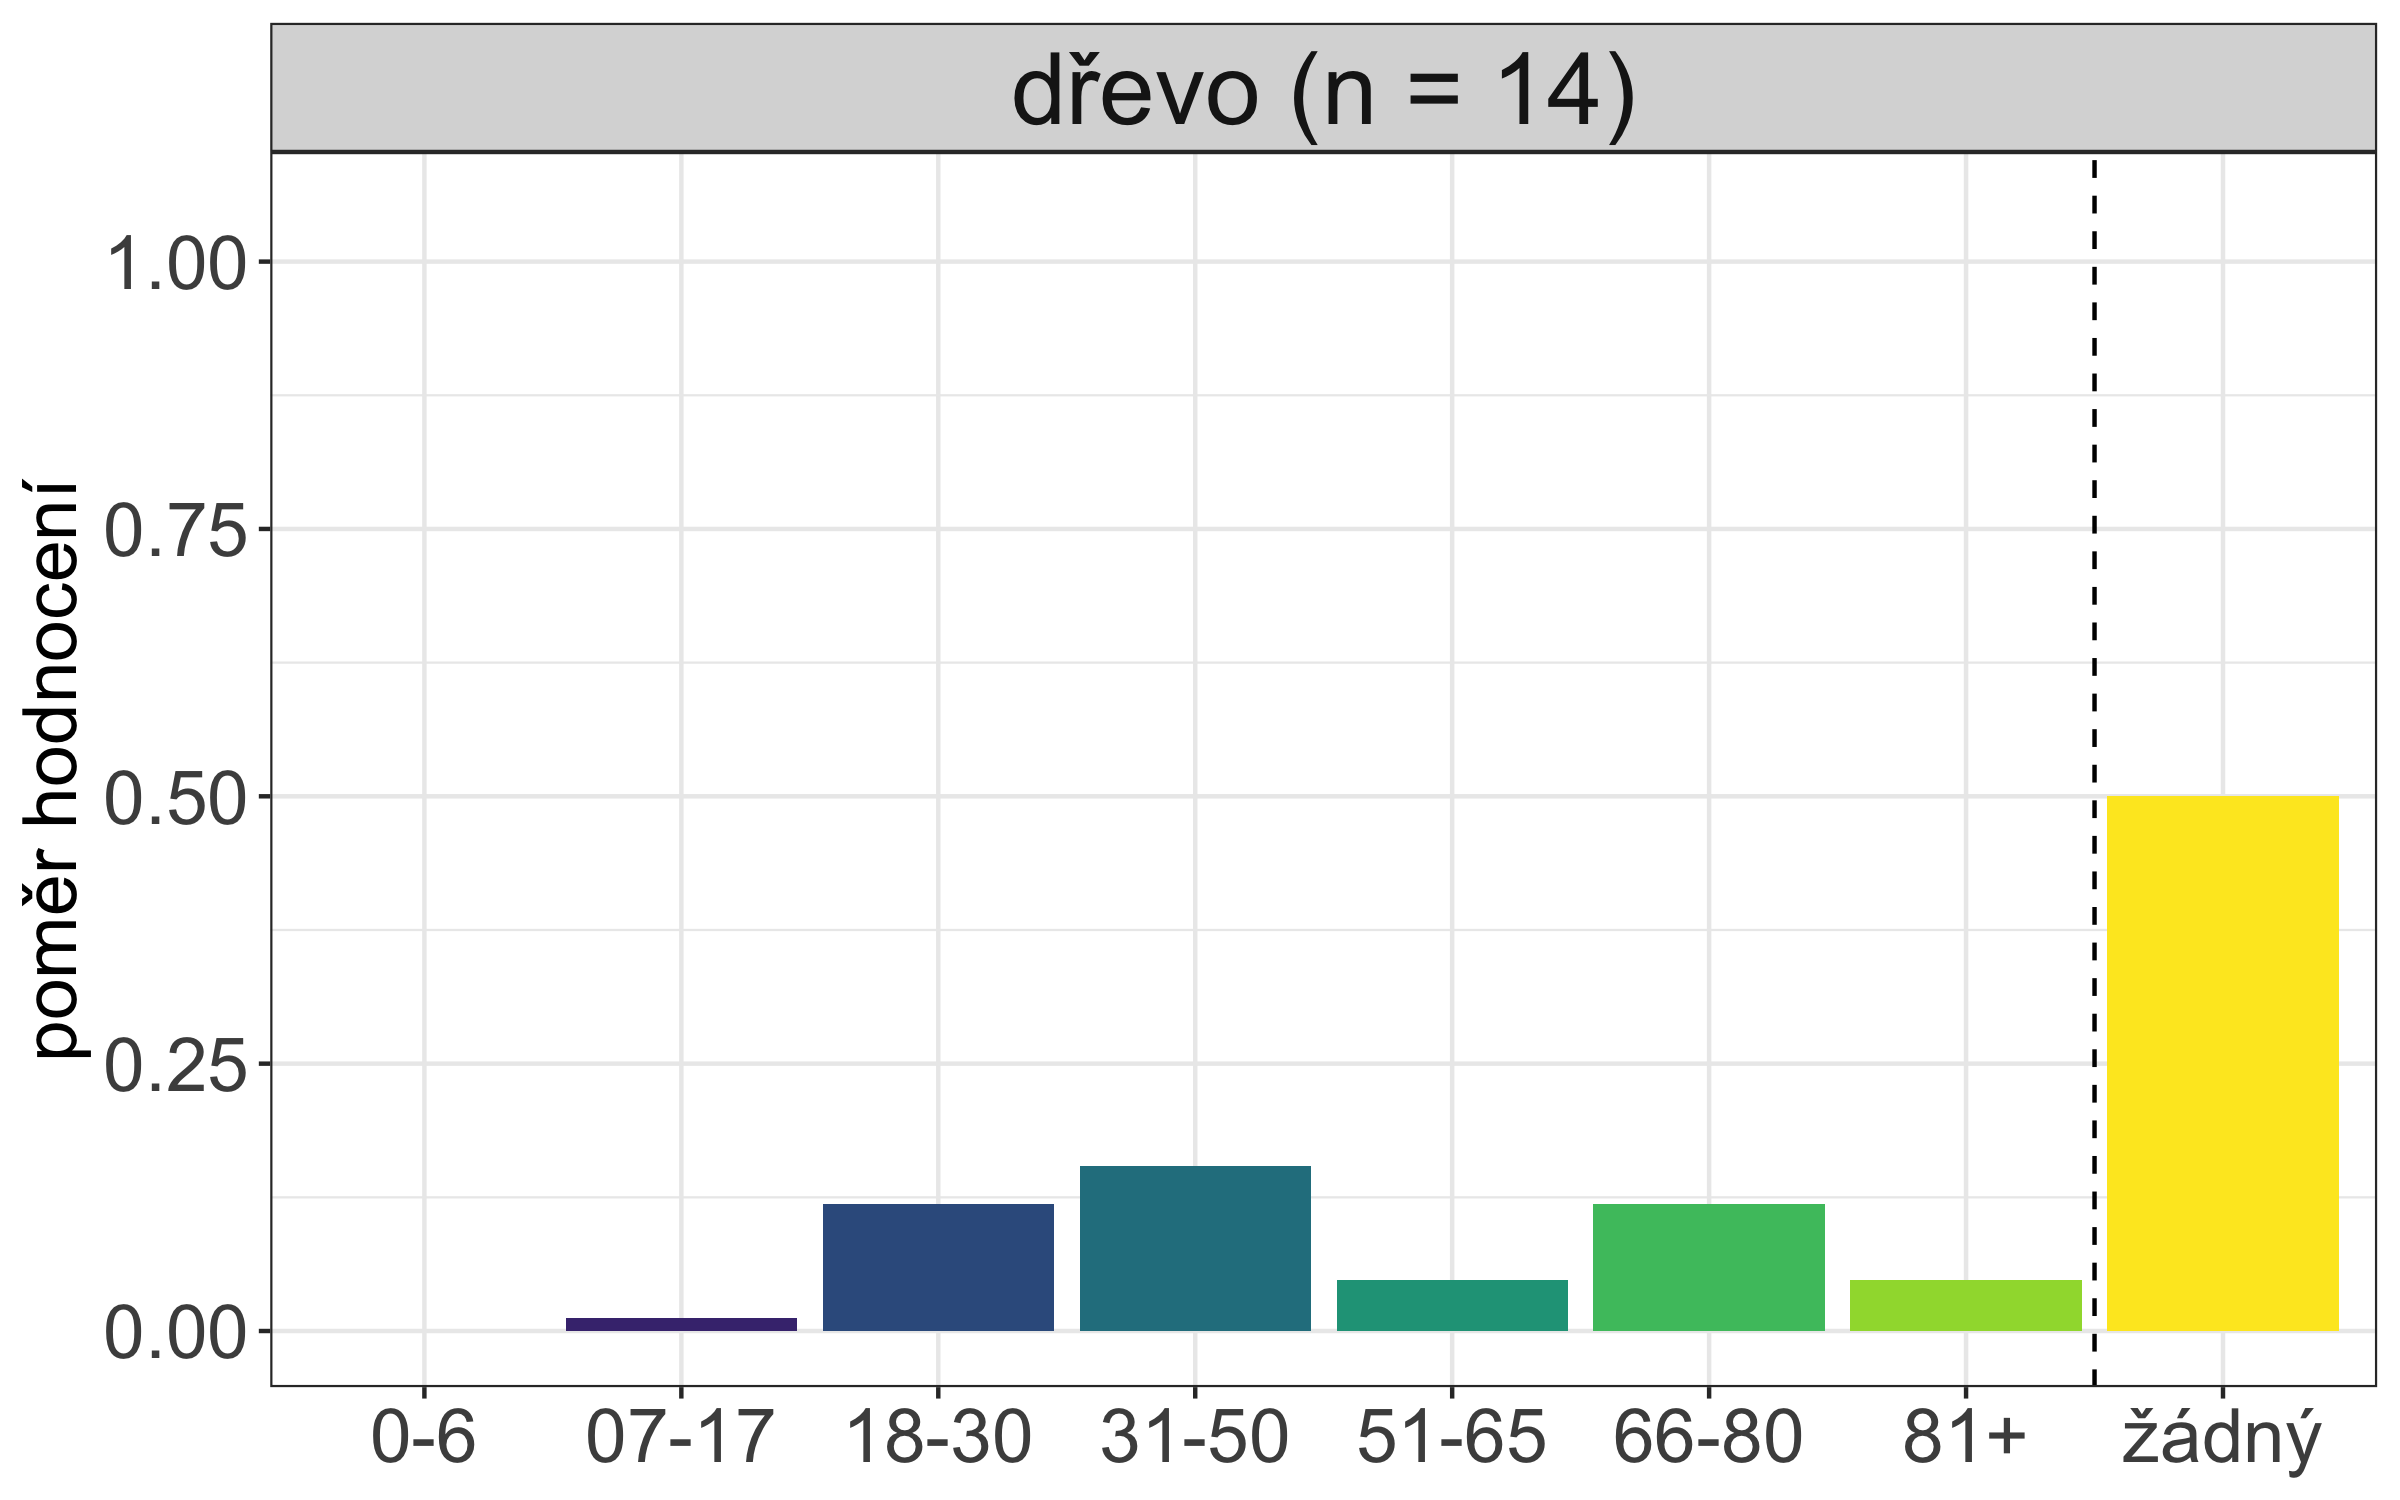 dřevo (n = 14)
poměr hodnocení
1.00
0.75
0.50
0.25
0.00
0-6 07-17 18-30 31-50 51-65 66-80 81+ žádný